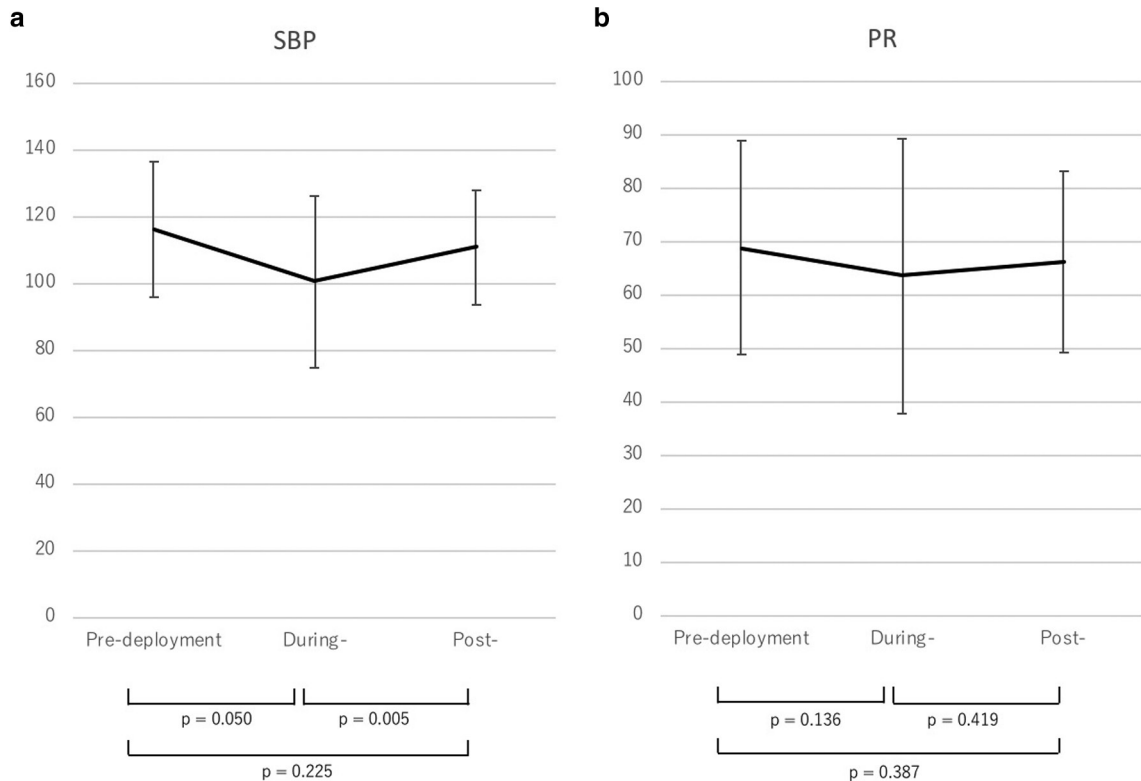 a
SBP
160
140
120
100
80
60
40
20
0
Pre-deployment During- Post-
p = 0.050 p = 0.005
p = 0.225
b
PR
100
90
80
70
60
50
40
30
20
10
0
Pre-deployment During- Post-
p = 0.136 p = 0.419
p = 0.387